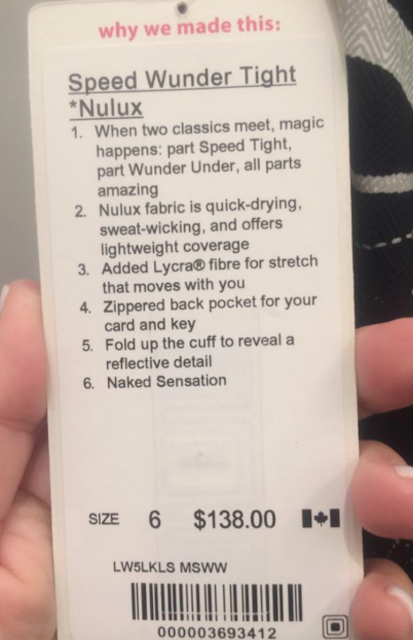 why we made this:
Speed Wunder Tight
*Nulux
1. When two classics meet, magic
happens: part Speed Tight,
part Wunder Under, all parts
amazing
2. Nulux fabric is quick-drying,
sweat-wicking, and offers
lightweight coverage
3. Added Lycra® fibre for stretch
that moves with you
4. Zippered back pocket for your
card and key
5. Fold up the cuff to reveal a
reflective detail
6. Naked Sensation
SIZE 6 $138.00
LW5LKLS MSWW
000003693412